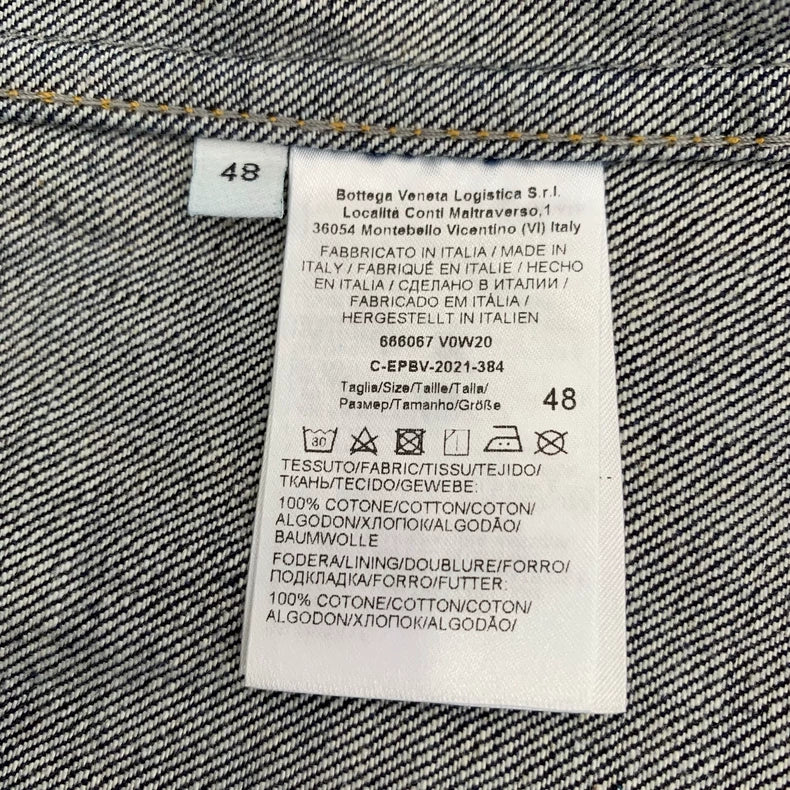 48
Bottega Veneta Logistica S.r.l.
Località Conti Maltraverso,1
36054 Montebello Vicentino (VI) Italy
FABBRICATO IN ITALIA / MADE IN
ITALY / FABRIQUÉ EN ITALIE / HECHO
EN ITALIA / СДЕЛАНО В ИТАЛИИ /
FABRICADO EM ITÁLIA /
HERGESTELLT IN ITALIEN
666067 V0W20
C-EPBV-2021-384
Taglia/Size/Taille/Talla/
Размер/Tamanho/Größe 48
30
TESSUTO/FABRIC/TISSU/TEJIDO/
ТКАНЬ/TECIDO/GEWEBE:
100% COTONE/COTTON/COTON/
ALGODON/ХЛОПОК/ALGODÃO/
BAUMWOLLE
FODERA/LINING/DOUBLURE/FORRO/
ПОДКЛАДКА/FORRO/FUTTER:
100% COTONE/COTTON/COTON/
ALGODON/ХЛОПОК/ALGODÃO/